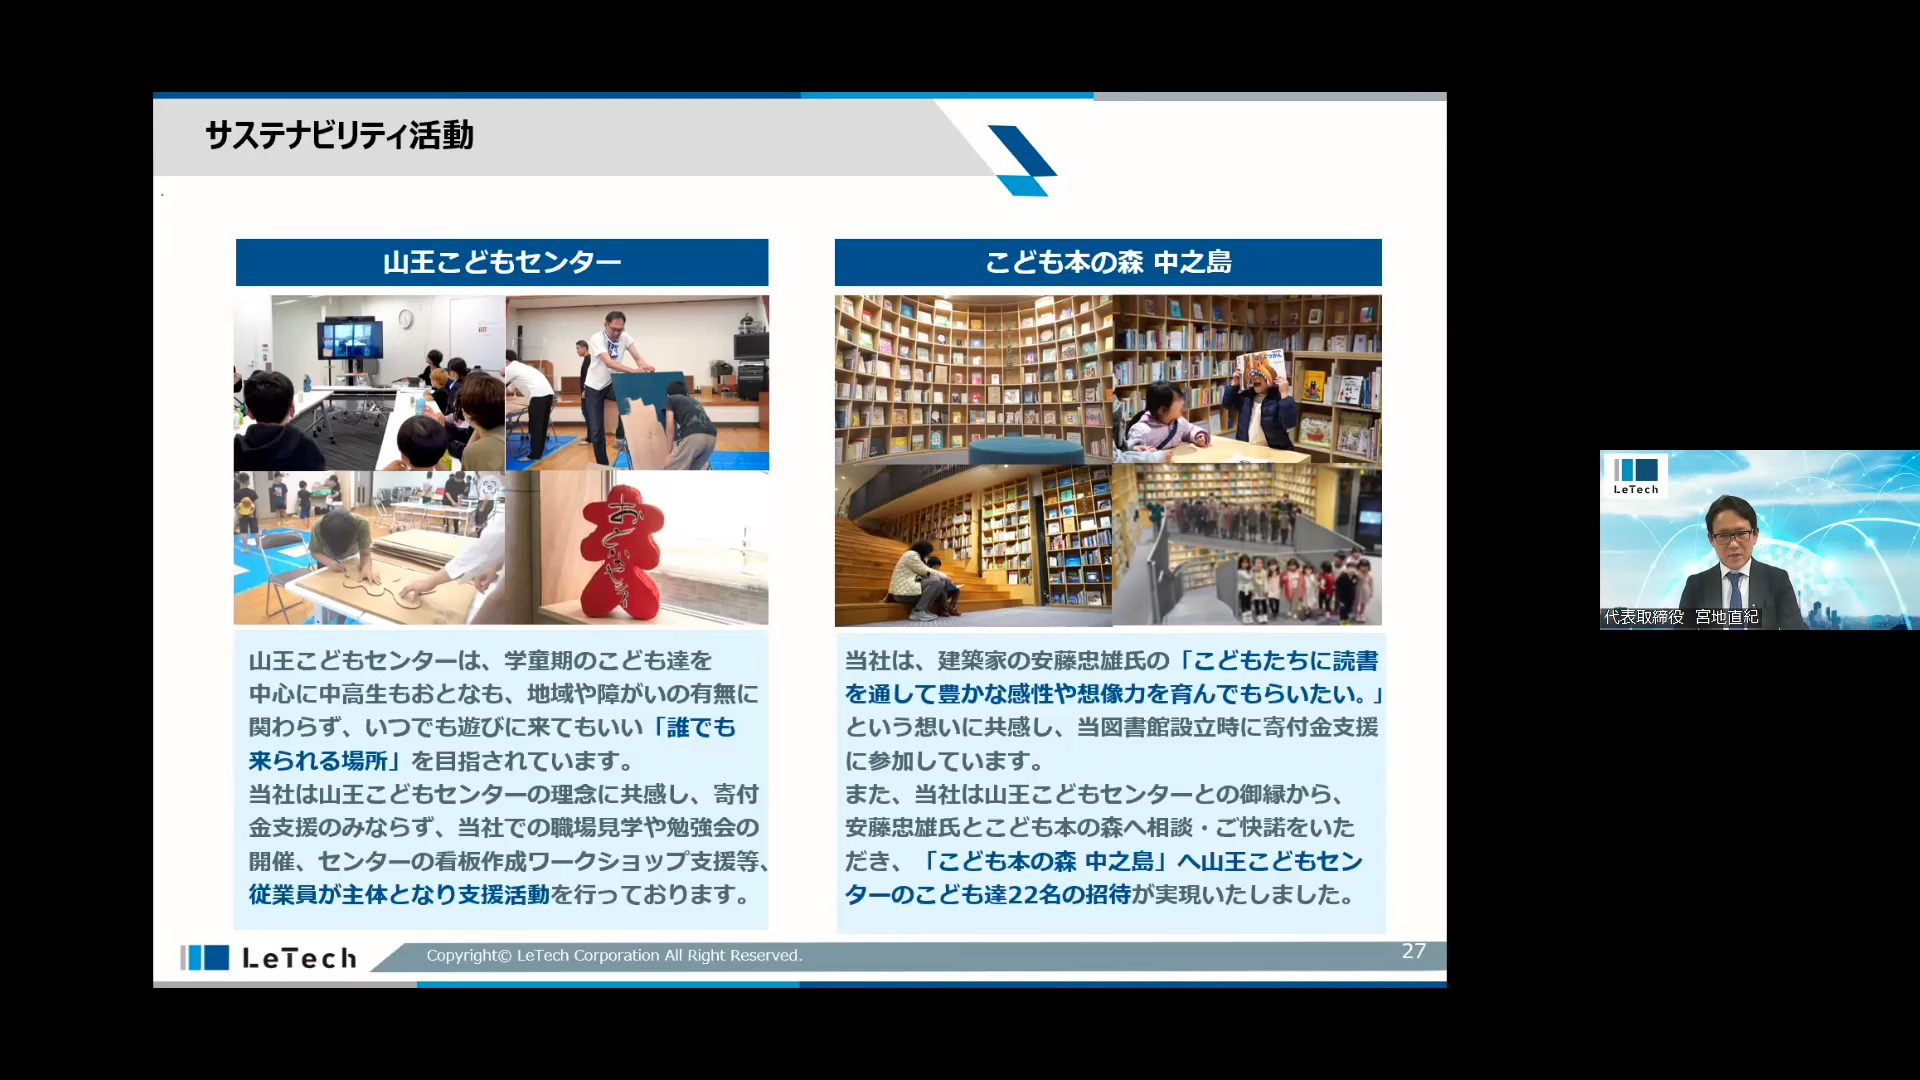 サステナビリティ活動
山王こどもセンター
おとなセンター
山王こどもセンターは、学童期のこども達を
中心に中高生もおとなも、地域や障がいの有無に
関わらず、いつでも遊びに来てもいい「誰でも
来られる場所」を目指されています。
当社は山王こどもセンターの理念に共感し、寄付
金支援のみならず、当社での職場見学や勉強会の
開催、センターの看板作成ワークショップ支援等、
従業員が主体となり支援活動を行っております。
こども本の森 中之島
当社は、建築家の安藤忠雄氏の「こどもたちに読書
を通して豊かな感性や想像力を育んでもらいたい。」
という想いに共感し、当図書館設立時に寄付金支援
に参加しています。
また、当社は山王こどもセンターとの御縁から、
安藤忠雄氏とこども本の森へ相談・ご快諾をいた
だき、「こども本の森 中之島」へ山王こどもセン
ターのこども達22名の招待が実現いたしました。
LeTech
Copyright© LeTech Corporation All Right Reserved.
27
LeTech
代表取締役 宮地直紀